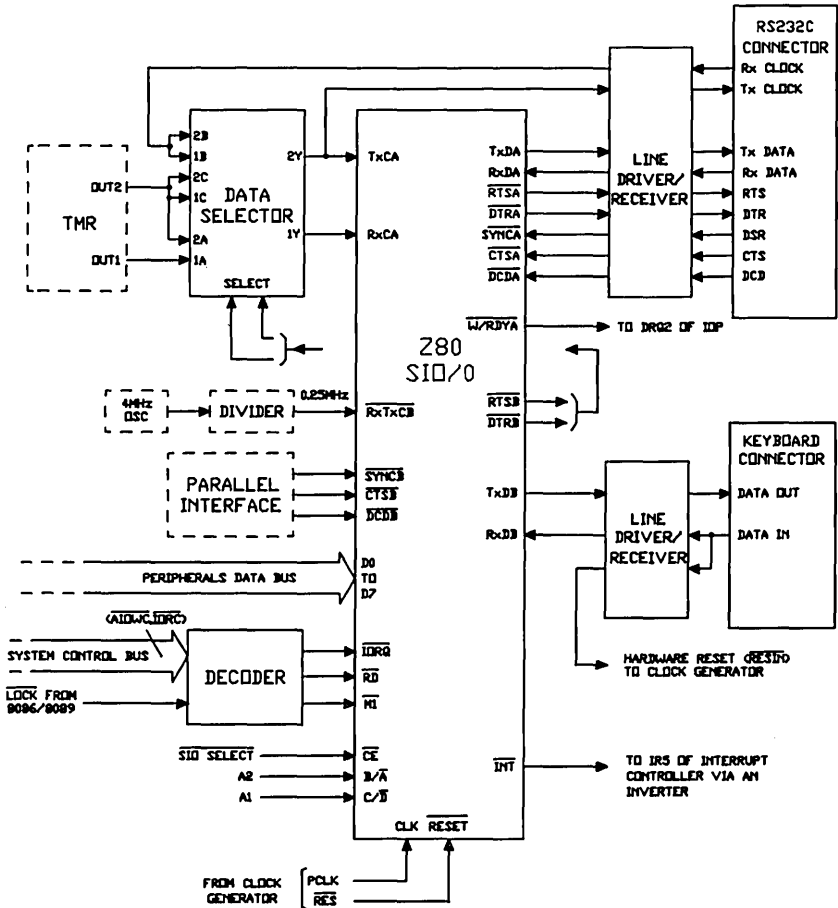 RS232C
CONNECTOR
Rx CLOCK
Tx CLOCK
Tx DATA
Rx DATA
RTS
DTR
DSR
CTS
DCD
LINE
DRIVER/
RECEIVER
2B
1B
2C
1C
2A
1A
2Y
1Y
DATA
SELECTOR
SELECT
TMR
OUT2
OUT1
TxCA
RxCA
TxDA
RxDA
RTSA
DTRA
SYNCA
CTSA
DCDA
W/RDYA
TO DRQ2 OF IOP
Z80
SIO/0
4MHz
OSC
DIVIDER
0.25MHz
RxTxCB
RTSB
DTRB
PARALLEL
INTERFACE
SYNCB
CTSB
DCDB
TxDB
RxDB
LINE
DRIVER/
RECEIVER
KEYBOARD
CONNECTOR
DATA OUT
DATA IN
HARDWARE RESET (RESIN)
TO CLOCK GENERATOR
PERIPHERALS DATA BUS
D0
TO
D7
(AIOWC,IORC)
SYSTEM CONTROL BUS
DECODER
IORQ
RD
M1
LOCK FROM
8086/8089
SIO SELECT
CE
A2
B/A
A1
C/D
INT
TO IR5 OF INTERRUPT
CONTROLLER VIA AN
INVERTER
CLK RESET
FROM CLOCK
GENERATOR
PCLK
RES